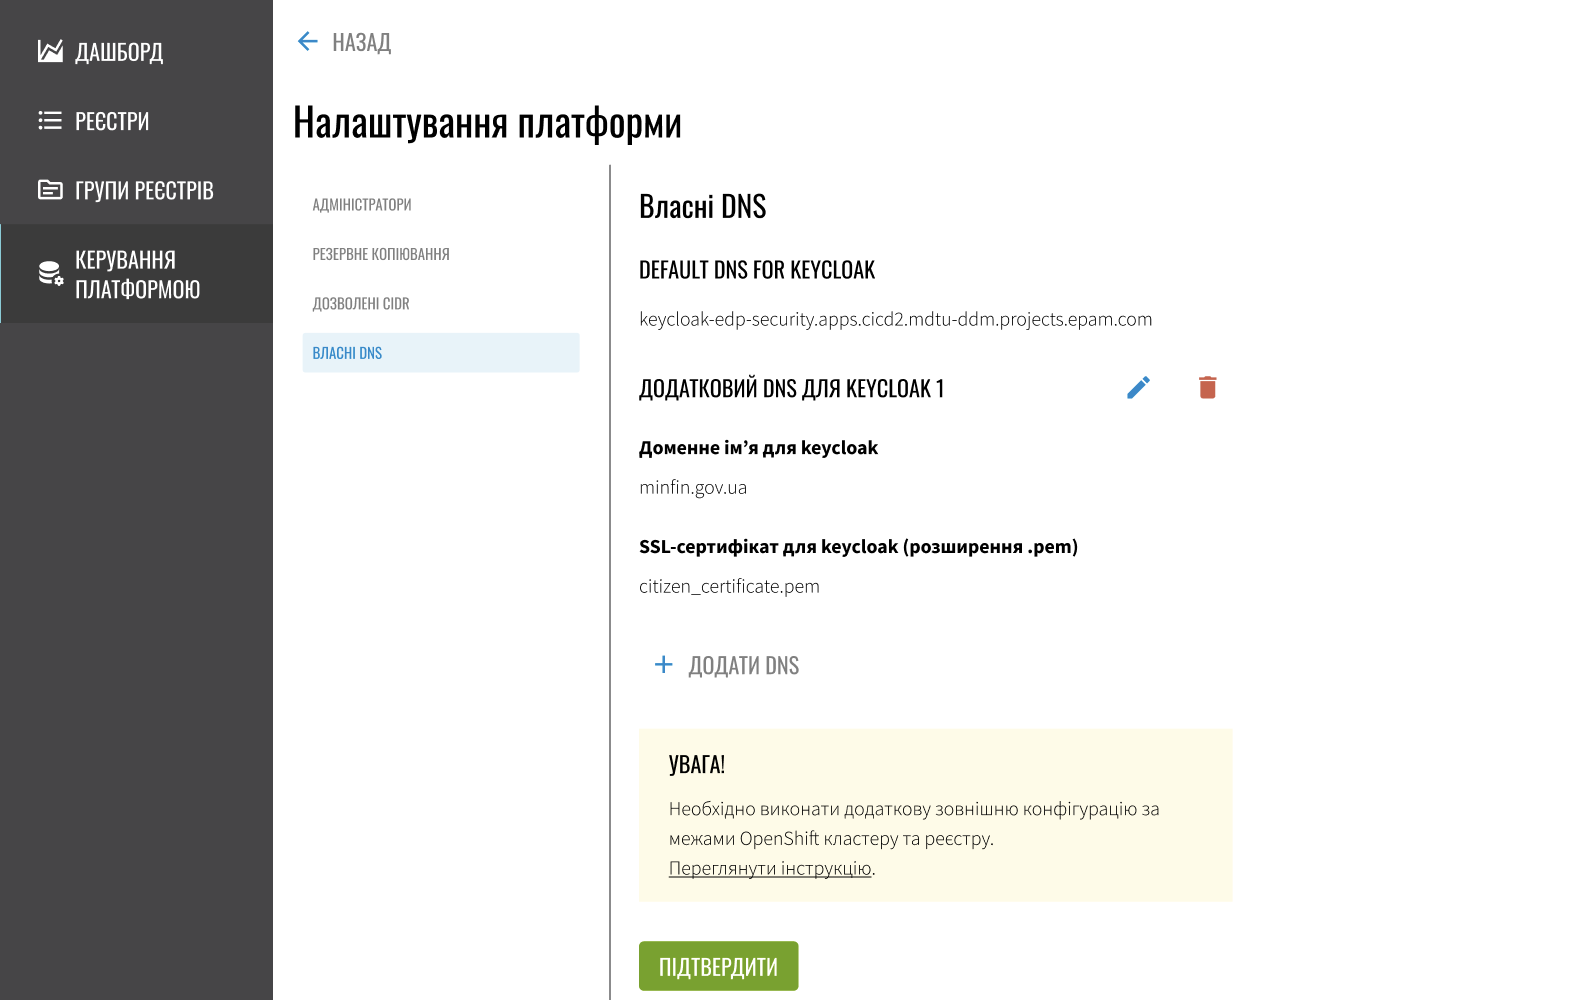 ДАШБОРД
РЕЄСТРИ
ГРУПИ РЕЄСТРІВ
КЕРУВАННЯ
ПЛАТФОРМОЮ
НАЗАД
Налаштування платформи
АДМІНІСТРАТОРИ
РЕЗЕРВНЕ КОПІЮВАННЯ
ДОЗВОЛЕНІ CIDR
ВЛАСНІ DNS
Власні DNS
DEFAULT DNS FOR KEYCLOAK
keycloak-edp-security.apps.cicd2.mdtu-ddm.projects.epam.com
ДОДАТКОВИЙ DNS ДЛЯ KEYCLOAK 1
Доменне ім’я для keycloak
minfin.gov.ua
SSL-сертифікат для keycloak (розширення .pem)
citizen_certificate.pem
ДОДАТИ DNS
УВАГА!
Необхідно виконати додаткову зовнішню конфігурацію за
межами OpenShift кластеру та реєстру.
Переглянути інструкцію.
ПІДТВЕРДИТИ